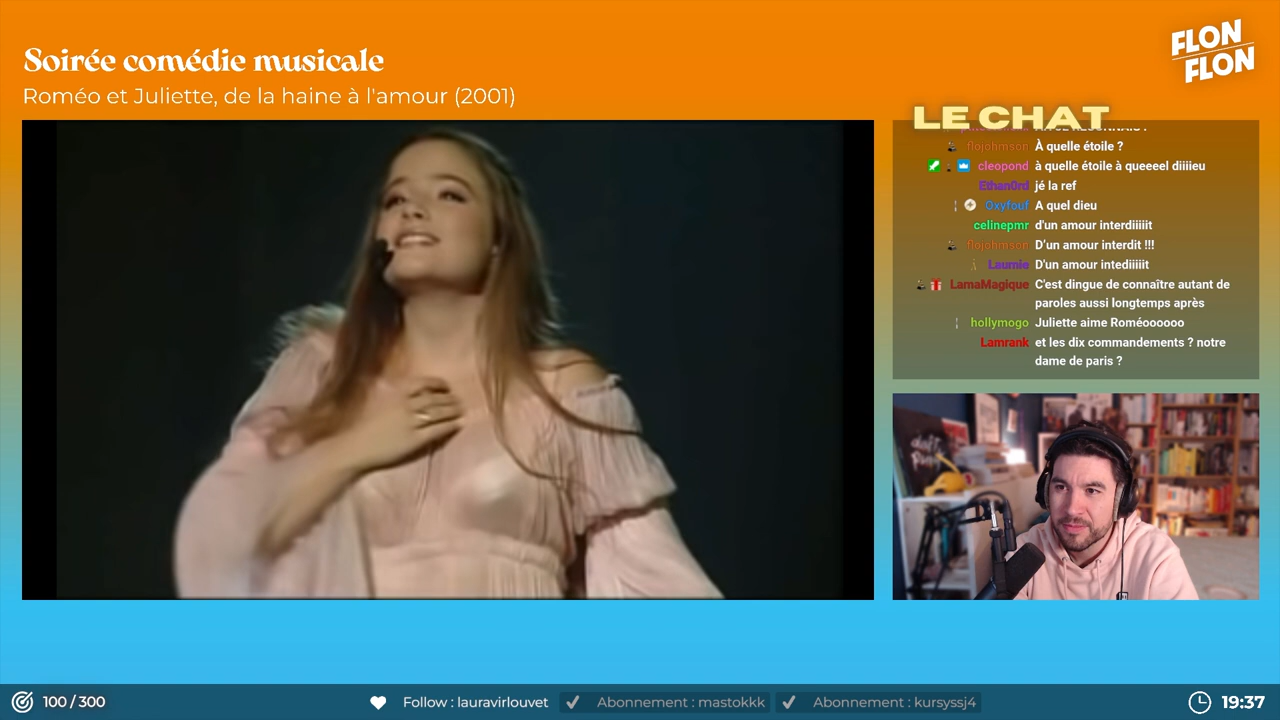 Soirée comédie musicale
Roméo et Juliette, de la haine à l'amour (2001)
FLON
FLON
LE CHAT
flojohmson À quelle étoile ?
cleopond à quelle étoile à queeeel diiiieu
Ethan0rd jé la ref
Oxyfouf A quel dieu
celinepmr d'un amour interdiiiiit
flojohmson D'un amour interdit !!!
Laumie D'un amour intediiiiit
LamaMagique C'est dingue de connaître autant de
paroles aussi longtemps après
hollymogo Juliette aime Roméoooooo
Lamrank et les dix commandements ? notre
dame de paris ?
100 / 300
Follow : lauravirlouvet
Abonnement : mastokkk
Abonnement : kursyssj4
19:37